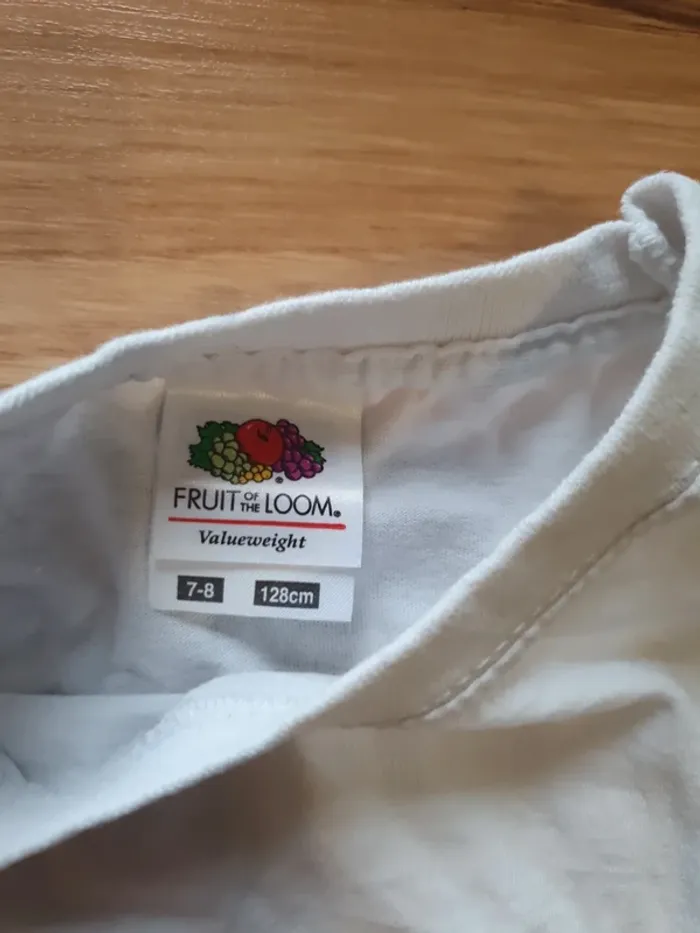 FRUIT OF THE LOOM®
Valueweight
7-8 128cm